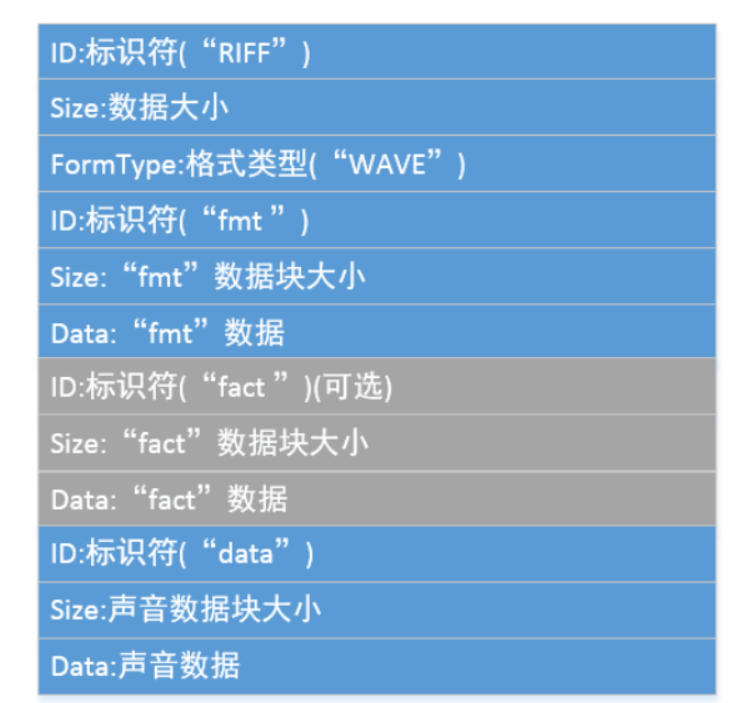 ID:标识符(“RIFF”)
Size:数据大小
FormType:格式类型(“WAVE”)
ID:标识符(“fmt ”)
Size:“fmt”数据块大小
Data:“fmt”数据
ID:标识符(“fact ”)(可选)
Size:“fact”数据块大小
Data:“fact”数据
ID:标识符(“data”)
Size:声音数据块大小
Data:声音数据